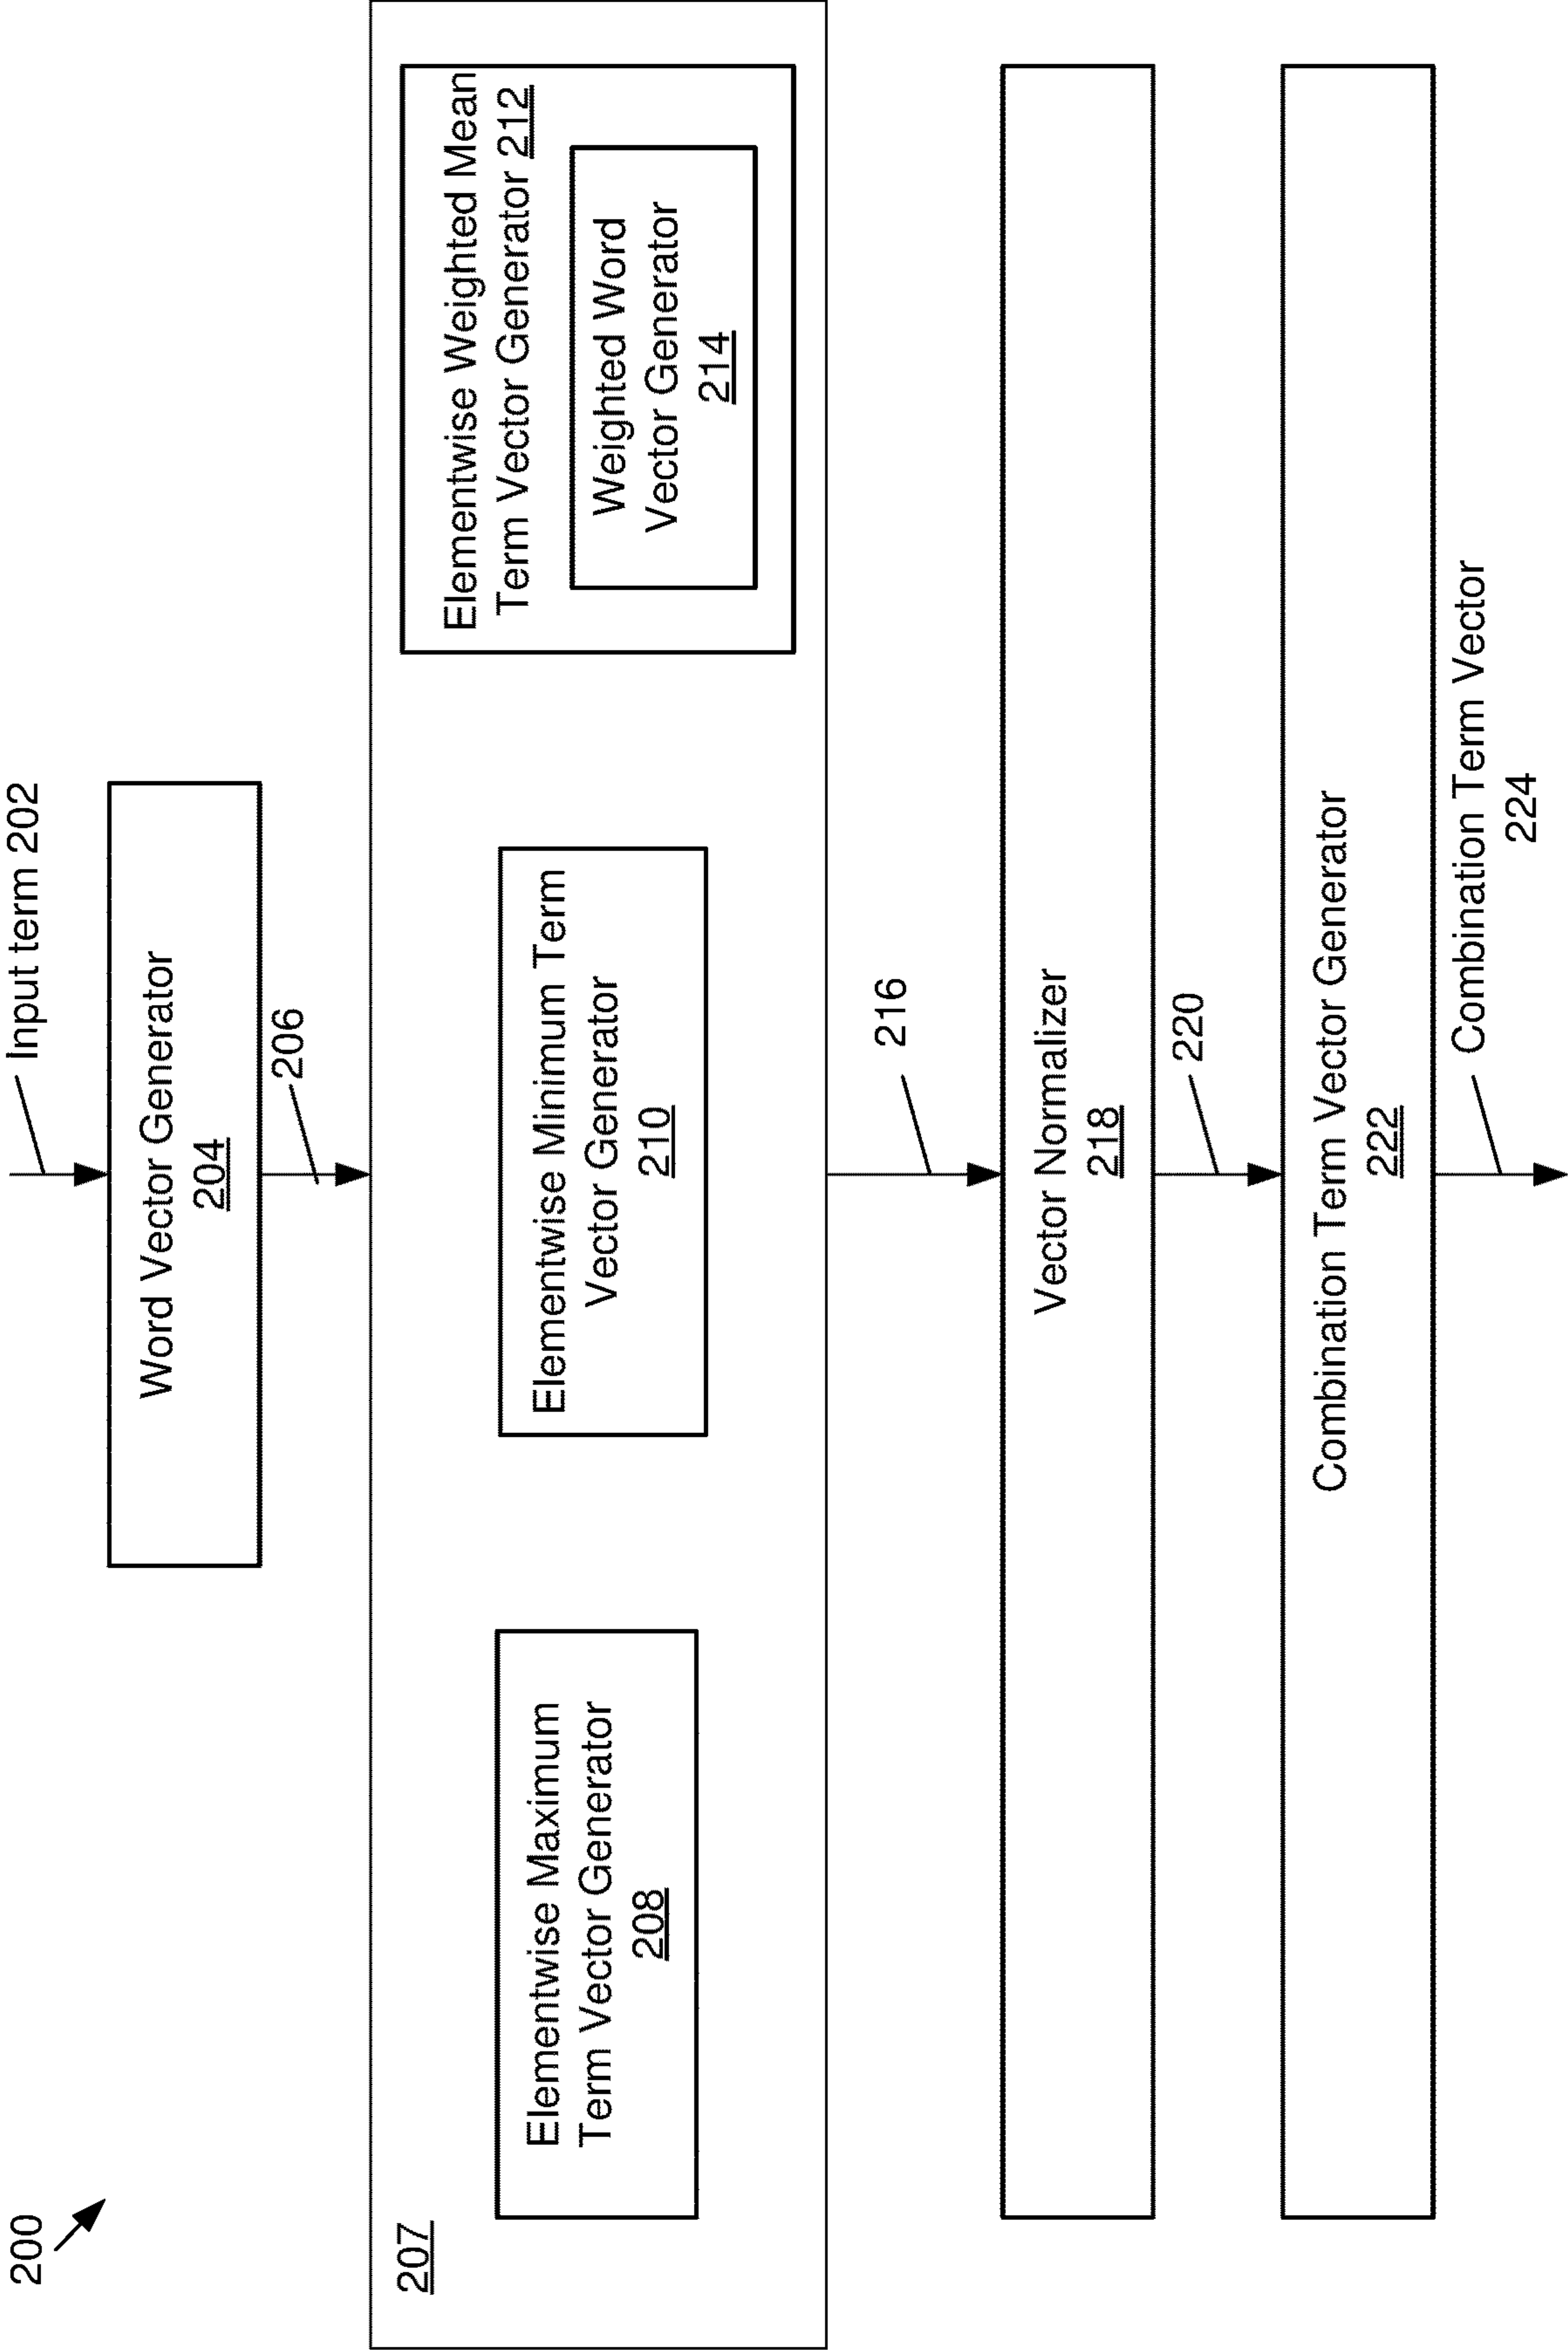 200
Input term 202
Word Vector Generator
204
206
207
Elementwise Maximum
Term Vector Generator
208
Elementwise Minimum Term
Vector Generator
210
Elementwise Weighted Mean
Term Vector Generator 212
Weighted Word
Vector Generator
214
216
Vector Normalizer
218
220
Combination Term Vector Generator
222
Combination Term Vector
224